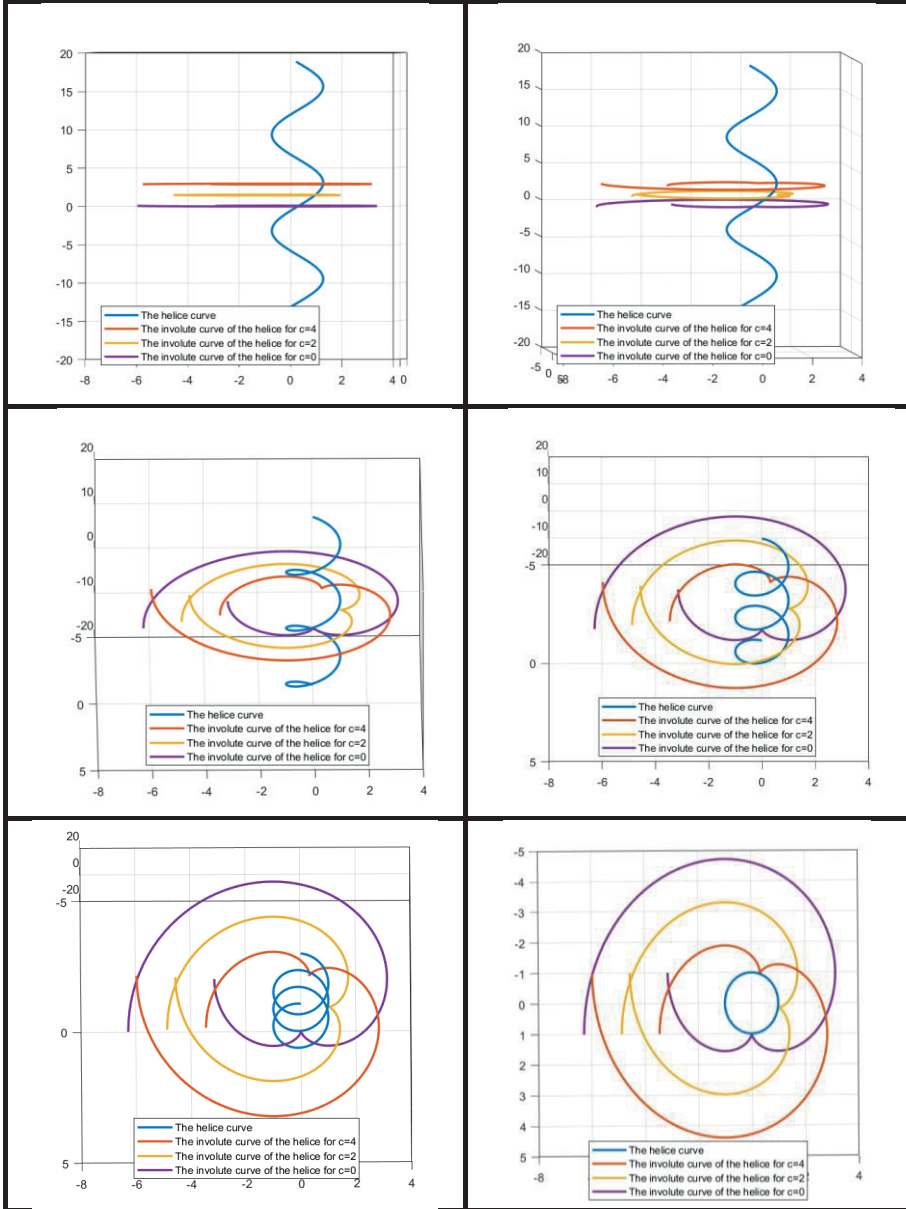 20
15
10
5
0
-5
-10
-15
-20
The helice curve
The involute curve of the helice for c=4
The involute curve of the helice for c=2
The involute curve of the helice for c=0
-8 -6 -4 -2 0 2 4 0
20
15
10
5
0
-5
-10
-15
-20
The helice curve
The involute curve of the helice for c=4
The involute curve of the helice for c=2
The involute curve of the helice for c=0
-5 0 -6 -4 -2 0 2 4
20
10
0
-10
-20
-5
0
5
The helice curve
The involute curve of the helice for c=4
The involute curve of the helice for c=2
The involute curve of the helice for c=0
-8 -6 -4 -2 0 2 4
20
10
0
-10
-20
-5
0
5
The helice curve
The involute curve of the helice for c=4
The involute curve of the helice for c=2
The involute curve of the helice for c=0
-8 -6 -4 -2 0 2 4
20
0
-20
-5
0
5
The helice curve
The involute curve of the helice for c=4
The involute curve of the helice for c=2
The involute curve of the helice for c=0
-8 -6 -4 -2 0 2 4
-5
-4
-3
-2
-1
0
1
2
3
4
5
The helice curve
The involute curve of the helice for c=4
The involute curve of the helice for c=2
The involute curve of the helice for c=0
-8 4